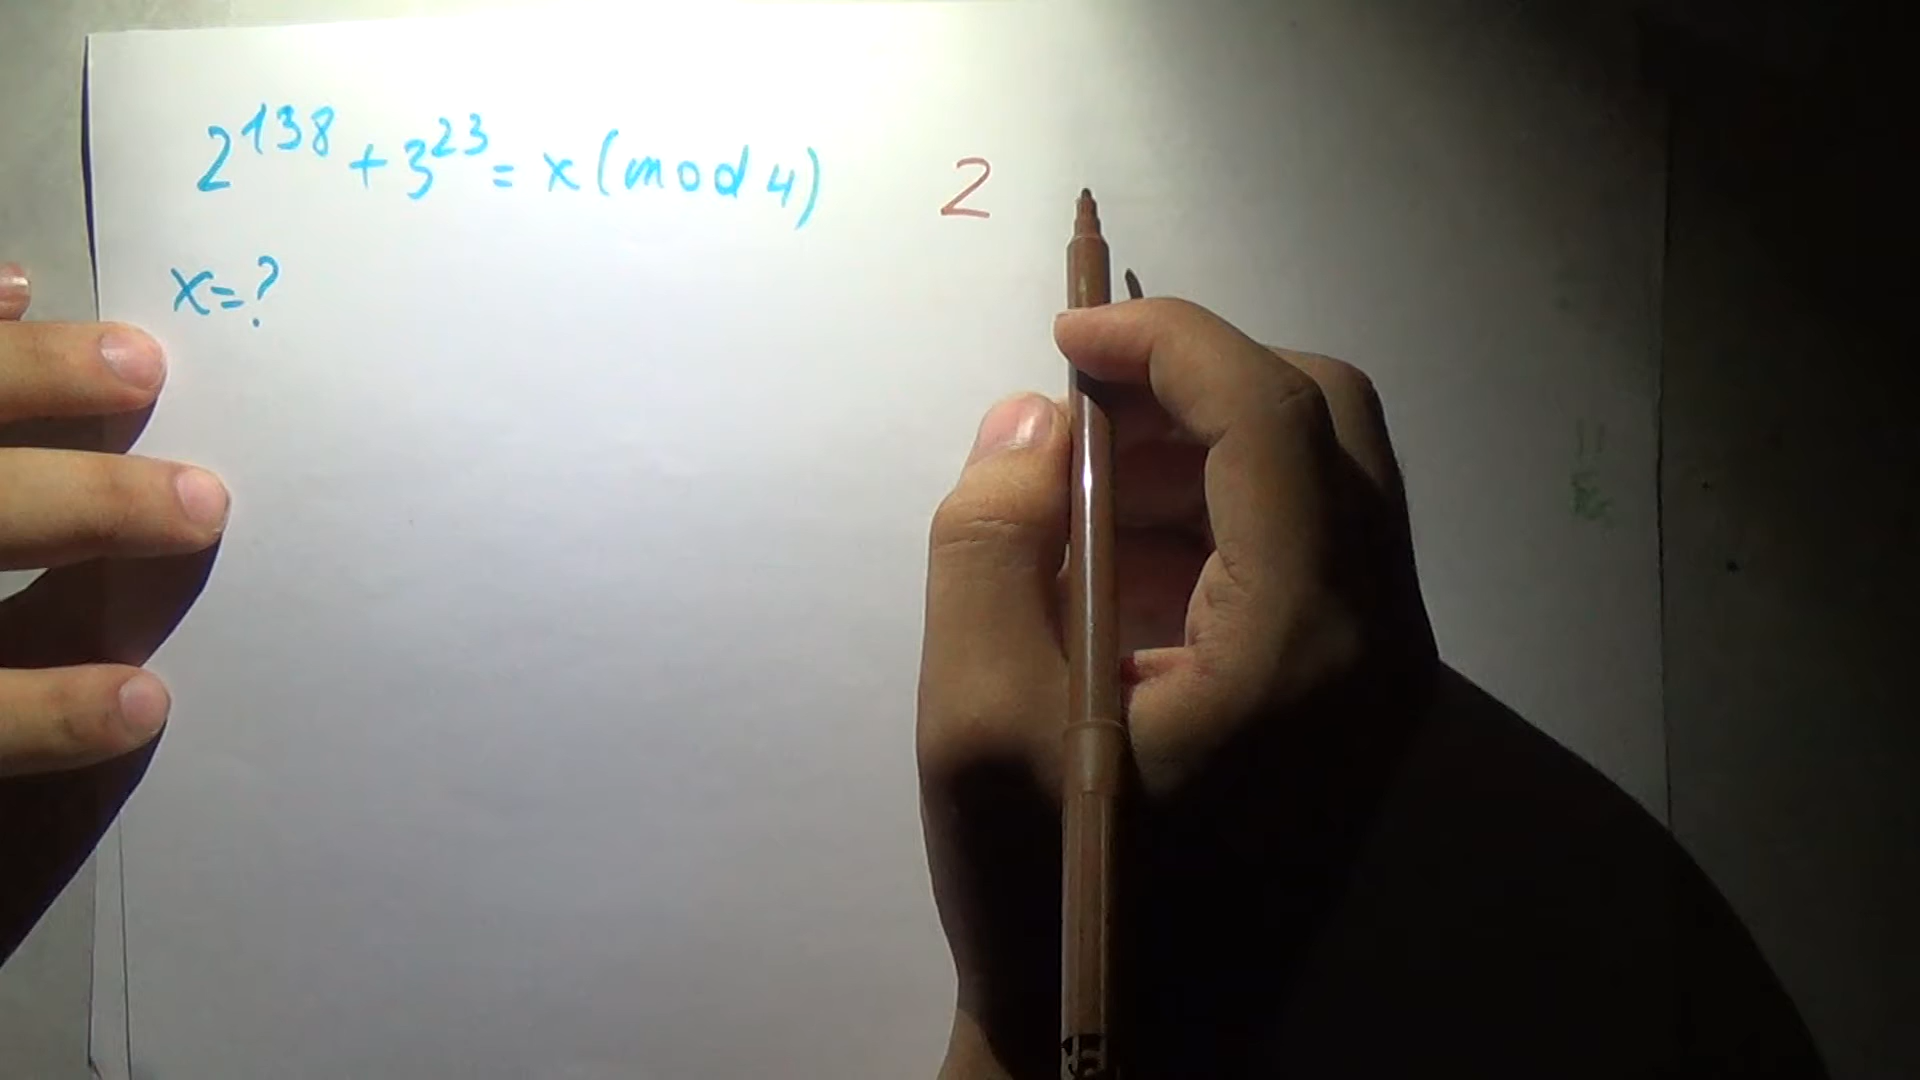 2^138 + 3^23 = x (mod 4) 2
x = ?